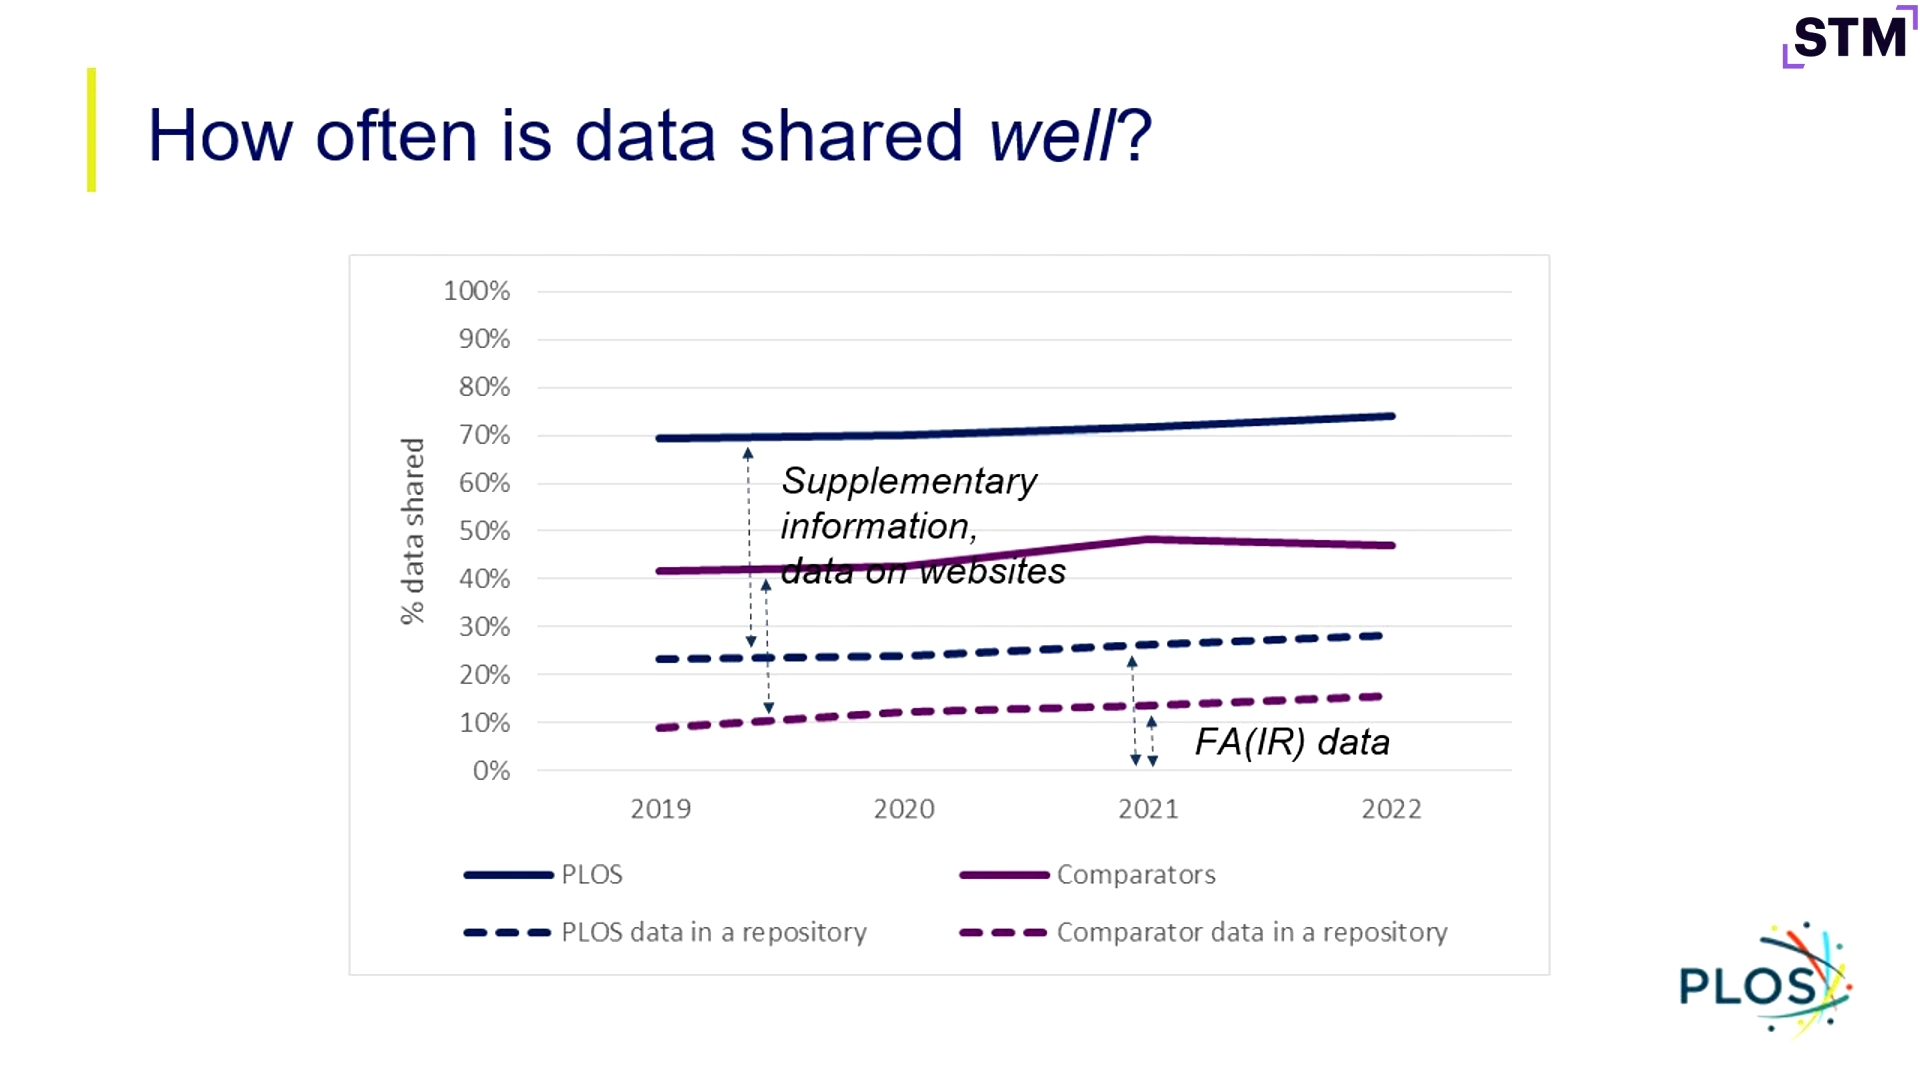 STM
How often is data shared well?
100%
90%
80%
70%
60%
50%
40%
30%
20%
10%
0%
% data shared
Supplementary
information,
data on websites
FA(IR) data
2019 2020 2021 2022
PLOS Comparators
PLOS data in a repository Comparator data in a repository
PLOS